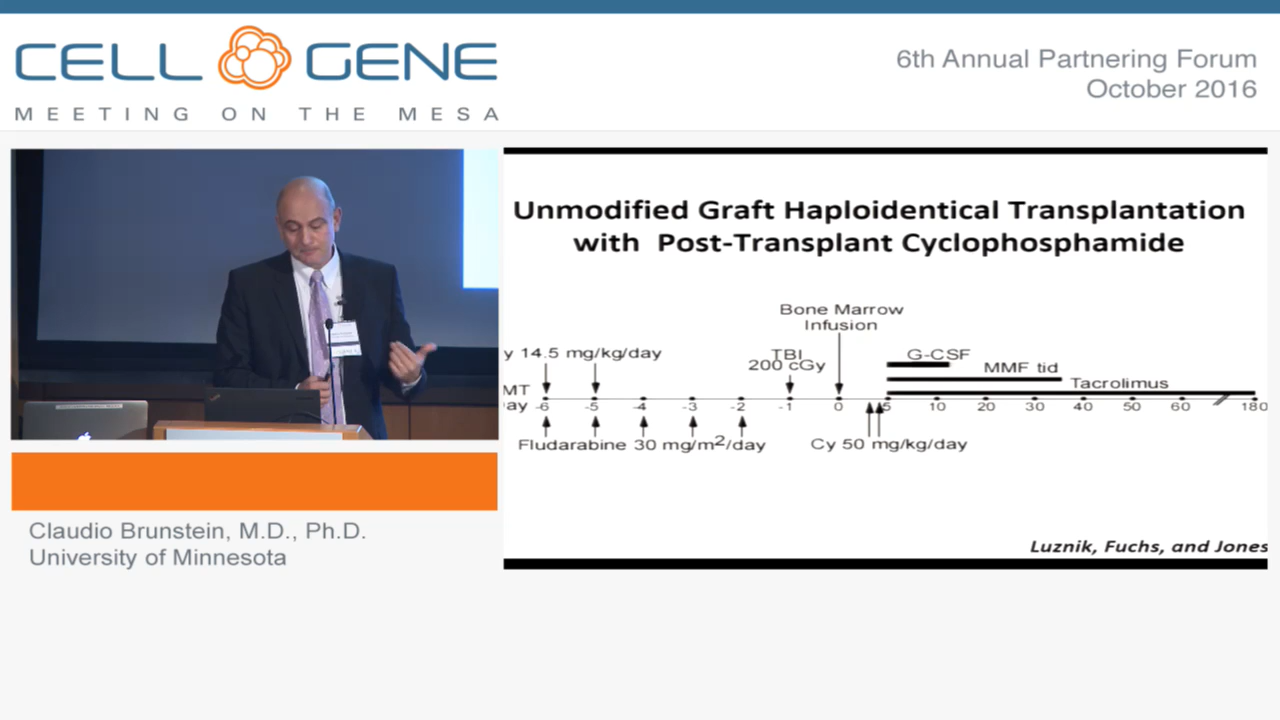 CELL GENE
MEETING ON THE MESA
6th Annual Partnering Forum
October 2016
Unmodified Graft Haploidentical Transplantation
with Post-Transplant Cyclophosphamide
Bone Marrow
Infusion
y 14.5 mg/kg/day
TBI
200 cGy
G-CSF
MMF tid
Tacrolimus
MT
ay -6 -5 -4 -3 -2 -1 0 5 10 20 30 40 50 60 180
Fludarabine 30 mg/m2/day
Cy 50 mg/kg/day
Luznik, Fuchs, and Jones
Claudio Brunstein, M.D., Ph.D.
University of Minnesota